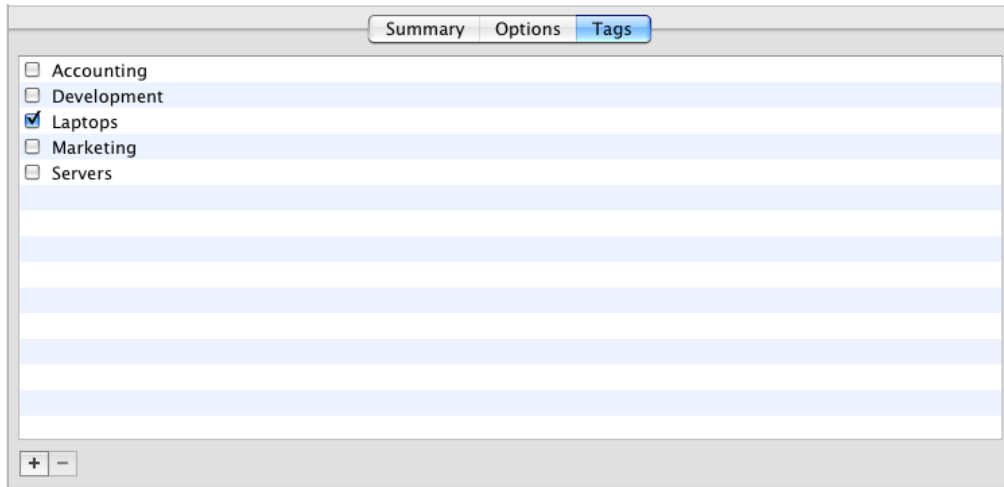 Summary Options Tags
Accounting
Development
Laptops
Marketing
Servers
+ −